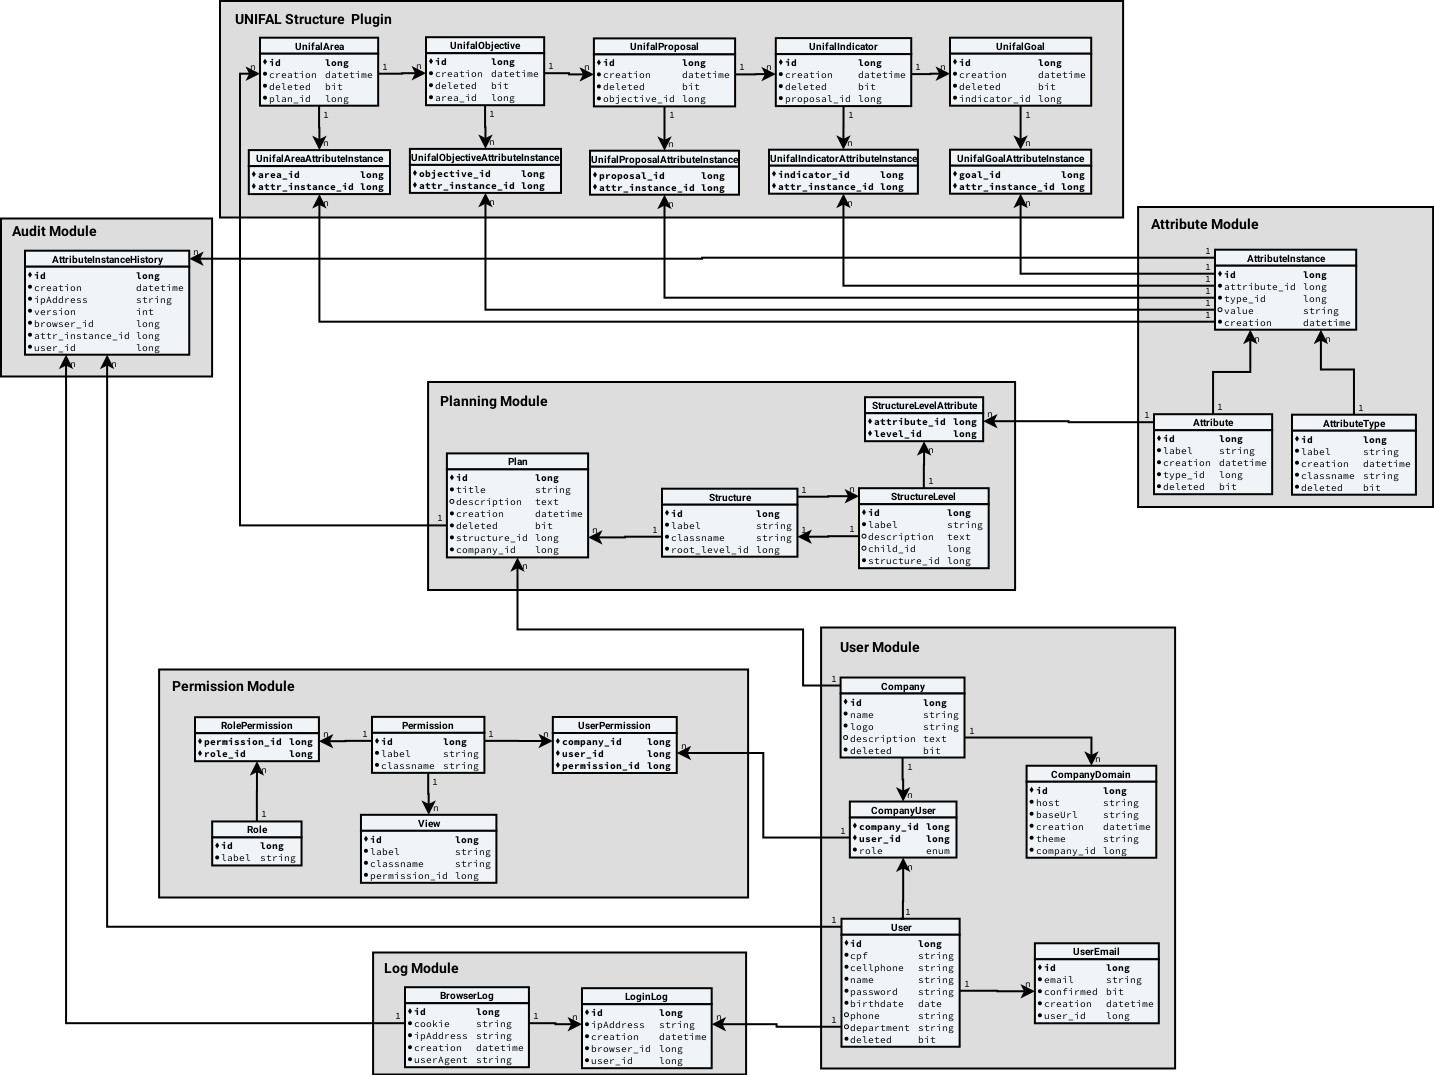 UNIFAL Structure  Plugin
UnifalArea
id long
creation datetime
deleted bit
plan_id long
UnifalObjective
id long
creation datetime
deleted bit
area_id long
UnifalProposal
id long
creation datetime
deleted bit
objective_id long
UnifalIndicator
id long
creation datetime
deleted bit
proposal_id long
UnifalGoal
id long
creation datetime
deleted bit
indicator_id long
n 1 n 1 n 1 n 1 n
1 1 1 1 1
n n n n n
UnifalAreaAttributeInstance
area_id long
attr_instance_id long
UnifalObjectiveAttributeInstance
objective_id long
attr_instance_id long
UnifalProposalAttributeInstance
proposal_id long
attr_instance_id long
UnifalIndicatorAttributeInstance
indicator_id long
attr_instance_id long
UnifalGoalAttributeInstance
goal_id long
attr_instance_id long
n n n n n
Audit Module
AttributeInstanceHistory
id long
creation datetime
ipAddress string
version int
browser_id long
attr_instance_id long
user_id long
n
n n
Attribute Module
AttributeInstance
id long
attribute_id long
type_id long
value string
creation datetime
1
1
1
1
1
1
n n
1 1
Attribute
id long
label string
creation datetime
type_id long
deleted bit
AttributeType
id long
label string
creation datetime
classname string
deleted bit
1
Planning Module
StructureLevelAttribute
attribute_id long
level_id long
n
n
1
Plan
id long
title string
description text
creation datetime
deleted bit
structure_id long
company_id long
1
n
n
Structure
id long
label string
classname string
root_level_id long
1 n
1 1
1
StructureLevel
id long
label string
description text
child_id long
structure_id long
User Module
Company
id long
name string
logo string
description text
deleted bit
1
1
1
n
n
CompanyDomain
id long
host string
baseUrl string
creation datetime
theme string
company_id long
CompanyUser
company_id long
user_id long
role enum
1
n
1
User
id long
cpf string
cellphone string
name string
password string
birthdate date
phone string
department string
deleted bit
1
1
1 n
UserEmail
id long
email string
confirmed bit
creation datetime
user_id long
Permission Module
RolePermission
permission_id long
role_id long
Permission
id long
label string
classname string
UserPermission
company_id long
user_id long
permission_id long
n 1 1 n n
n
1
1
n
Role
id long
label string
View
id long
label string
classname string
permission_id long
Log Module
BrowserLog
id long
cookie string
ipAddress string
creation datetime
userAgent string
LoginLog
id long
ipAddress string
creation datetime
browser_id long
user_id long
1 1 n n